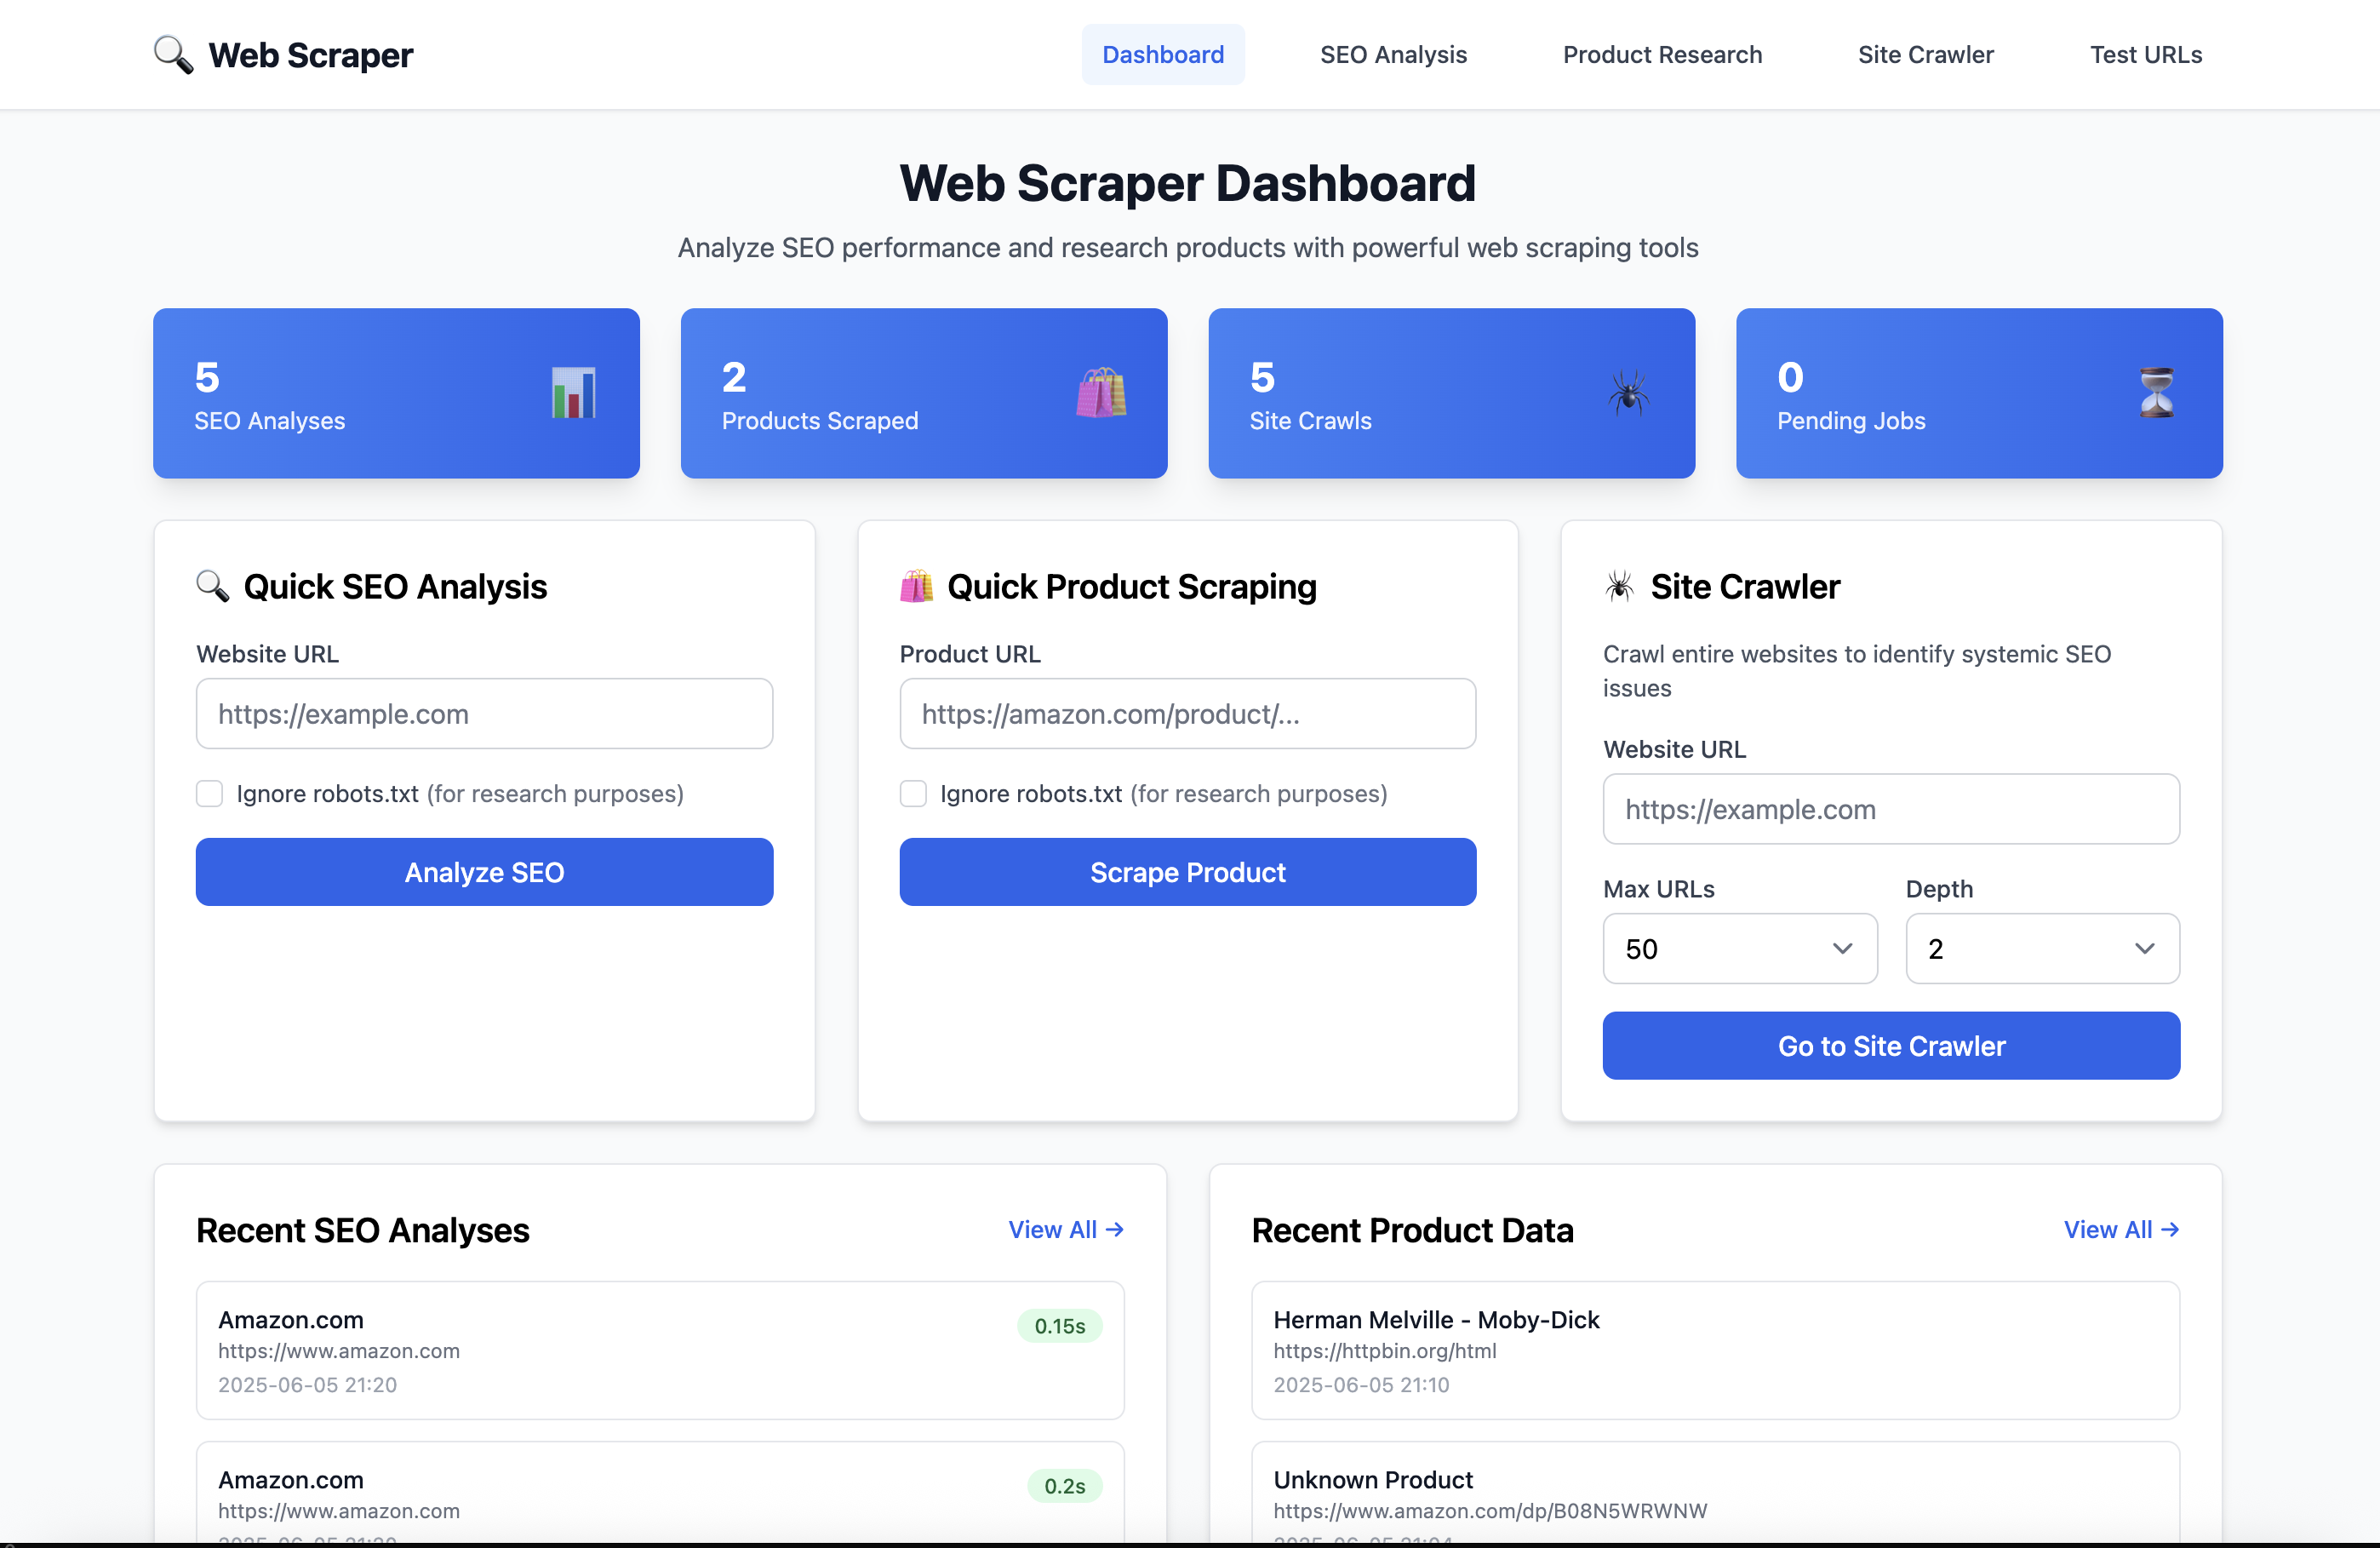 Web Scraper
Dashboard
SEO Analysis
Product Research
Site Crawler
Test URLs
Web Scraper Dashboard
Analyze SEO performance and research products with powerful web scraping tools
5
SEO Analyses
2
Products Scraped
5
Site Crawls
0
Pending Jobs
Quick SEO Analysis
Website URL
https://example.com
Ignore robots.txt (for research purposes)
Analyze SEO
Quick Product Scraping
Product URL
https://amazon.com/product/...
Ignore robots.txt (for research purposes)
Scrape Product
Site Crawler
Crawl entire websites to identify systemic SEO
issues
Website URL
https://example.com
Max URLs
Depth
50
2
Go to Site Crawler
Recent SEO Analyses
View All →
Amazon.com
0.15s
https://www.amazon.com
2025-06-05 21:20
Amazon.com
0.2s
https://www.amazon.com
Recent Product Data
View All →
Herman Melville - Moby-Dick
https://httpbin.org/html
2025-06-05 21:10
Unknown Product
https://www.amazon.com/dp/B08N5WRWNW